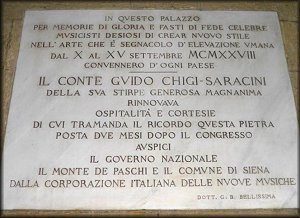 IN QVESTO PALAZZO
PER MEMORIE DI GLORIA E FASTI DI FEDE CELEBRE
MVSICISTI DESIOSI DI CREAR NVOVO STILE
NELL'ARTE CHE È SEGNACOLO D'ELEVAZIONE VMANA
DAL X AL XV SETTEMBRE MCMXXVIII
CONVENNERO D'OGNI PAESE
IL CONTE GVIDO CHIGI-SARACINI
DELLA SVA STIRPE GENEROSA MAGNANIMA
RINNOVAVA
OSPITALITÀ E CORTESIE
DI CVI TRAMANDA IL RICORDO QVESTA PIETRA
POSTA DVE MESI DOPO IL CONGRESSO
AVSPICI
IL GOVERNO NAZIONALE
IL MONTE DE PASCHI E IL COMVNE DI SIENA
DALLA CORPORAZIONE ITALIANA DELLE NVOVE MVSICHE
DOTT. G. B. BELLISSIMA